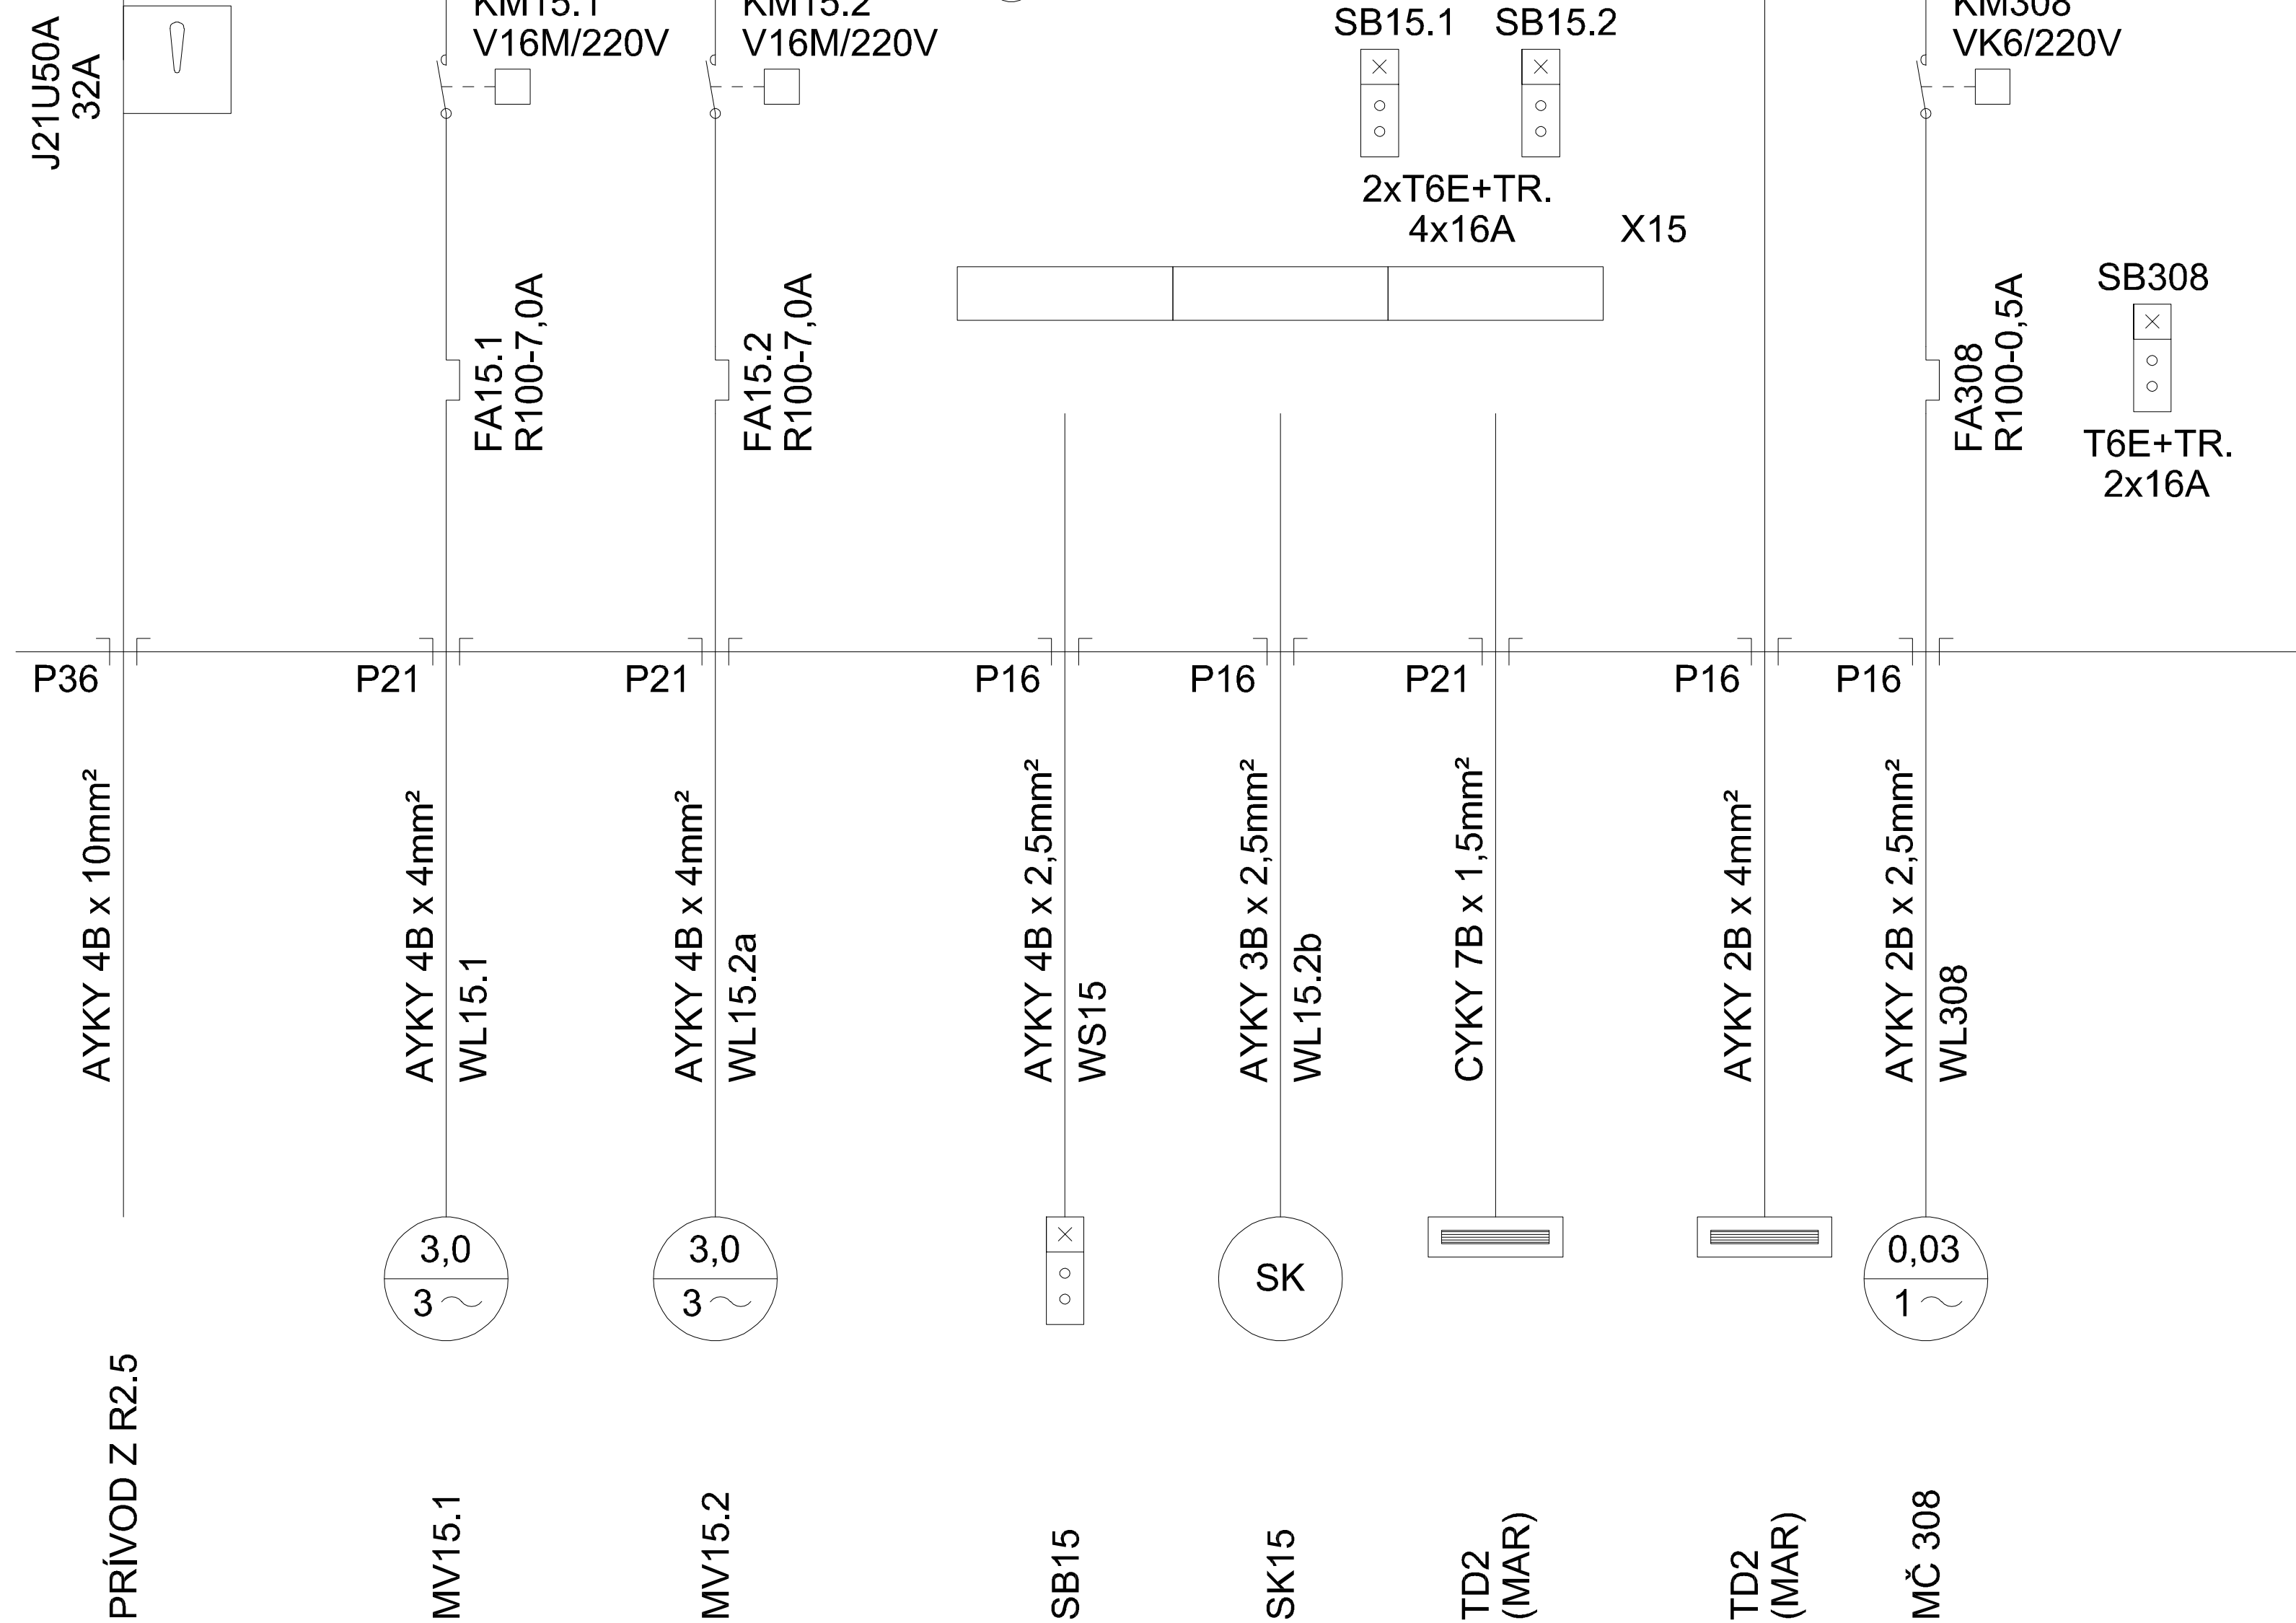 J21U50A
32A
KM15.1
V16M/220V
KM15.2
V16M/220V
SB15.1
SB15.2
KM308
VK6/220V
2xT6E+TR.
4x16A
X15
FA15.1
R100-7,0A
FA15.2
R100-7,0A
FA308
R100-0,5A
SB308
T6E+TR.
2x16A
P36
P21
P21
P16
P16
P21
P16
P16
AYKY 4B x 10mm²
AYKY 4B x 4mm²
WL15.1
AYKY 4B x 4mm²
WL15.2a
AYKY 4B x 2,5mm²
WS15
AYKY 3B x 2,5mm²
WL15.2b
CYKY 7B x 1,5mm²
AYKY 2B x 4mm²
AYKY 2B x 2,5mm²
WL308
3,0
3~
3,0
3~
SK
0,03
1~
PRÍVOD Z R2.5
MV15.1
MV15.2
SB15
SK15
TD2
(MAR)
TD2
(MAR)
MČ 308